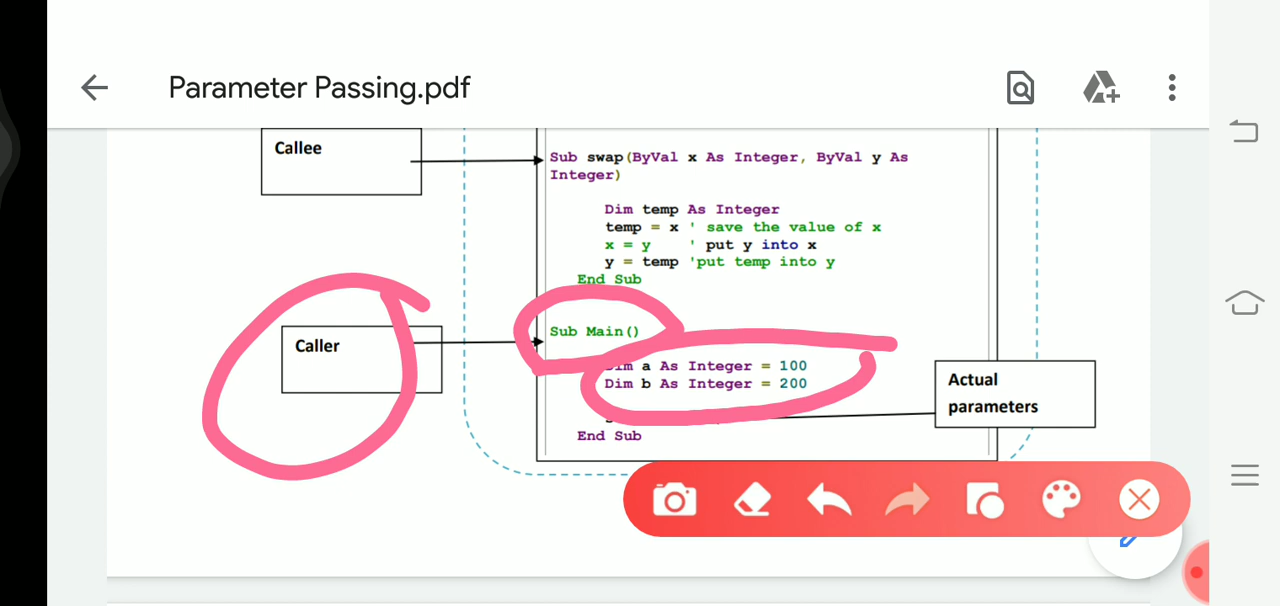 Parameter Passing.pdf
Callee
Sub swap(ByVal x As Integer, ByVal y As
Integer)
Dim temp As Integer
temp = x ' save the value of x
x = y ' put y into x
y = temp 'put temp into y
End Sub
Sub Main()
Caller
Dim a As Integer = 100
Dim b As Integer = 200
Actual
parameters
End Sub